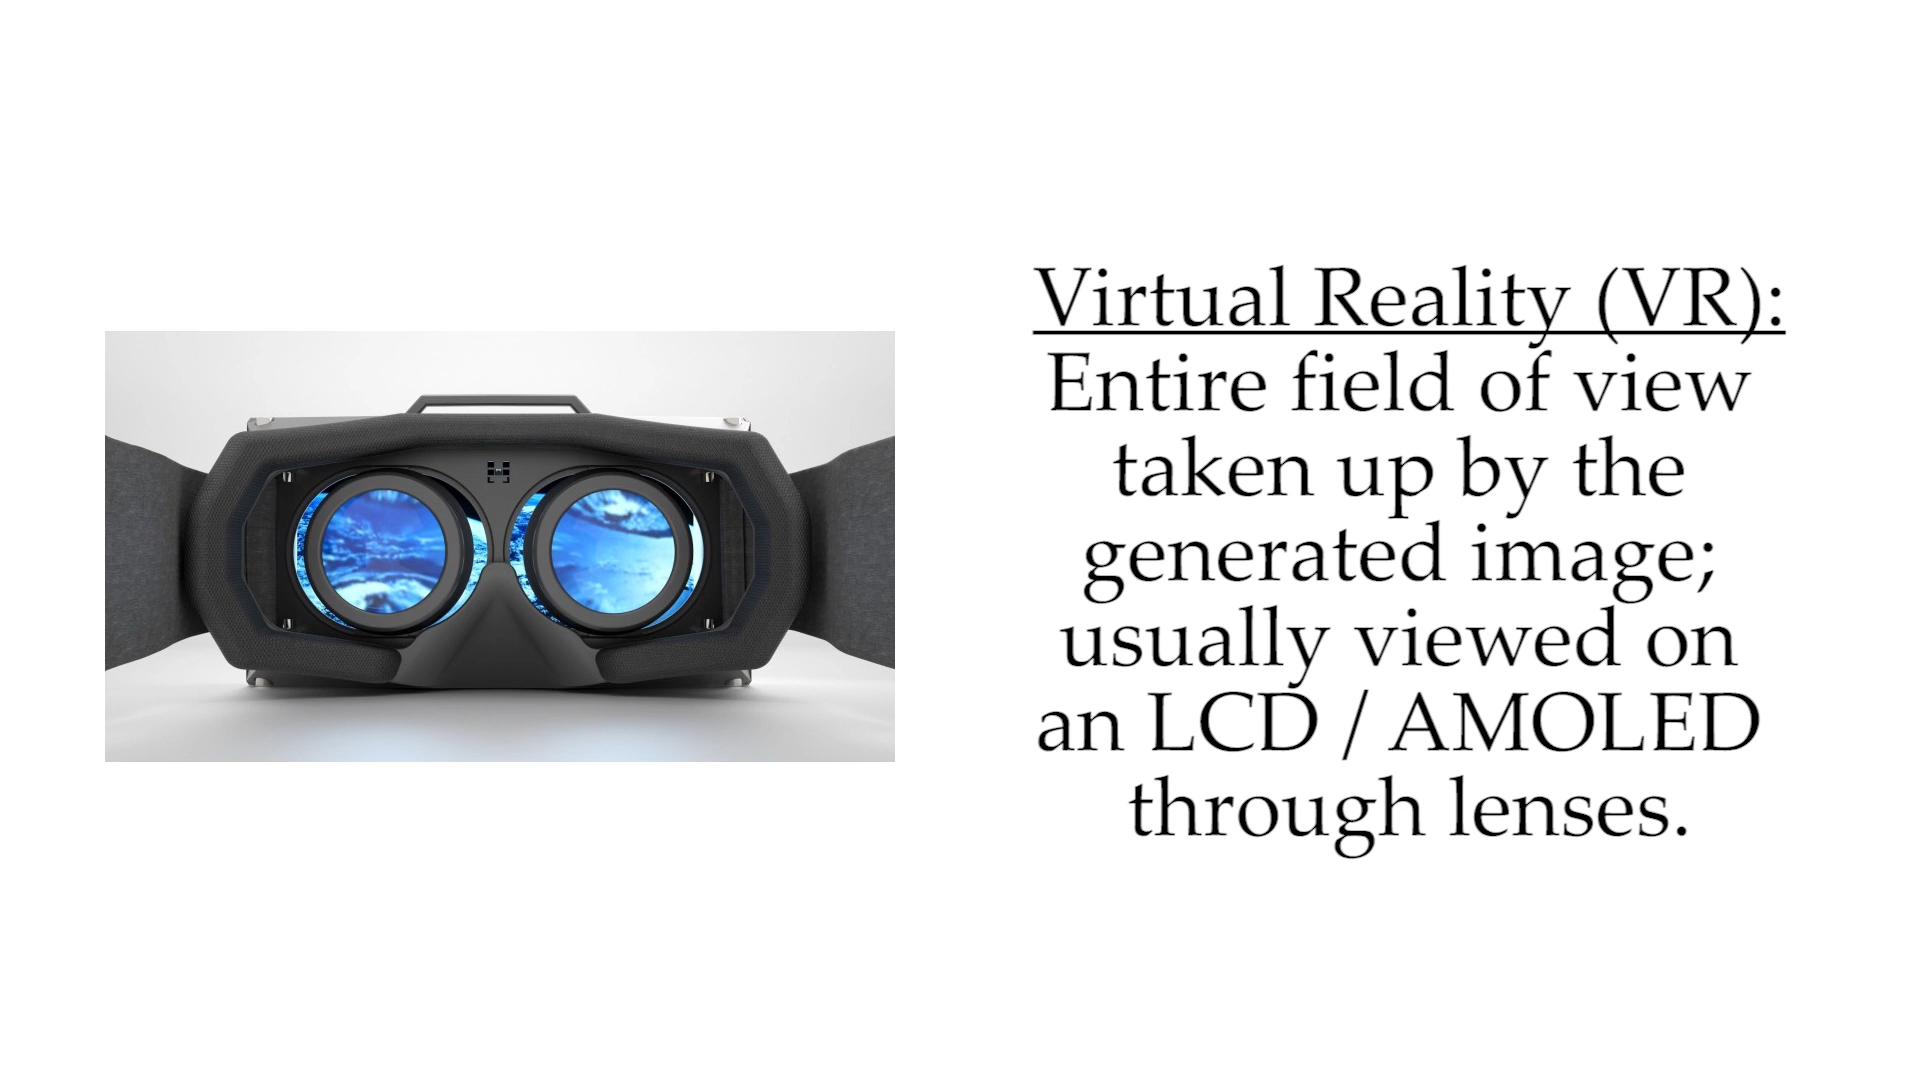 Virtual Reality (VR):
Entire field of view
taken up by the
generated image;
usually viewed on
an LCD / AMOLED
through lenses.